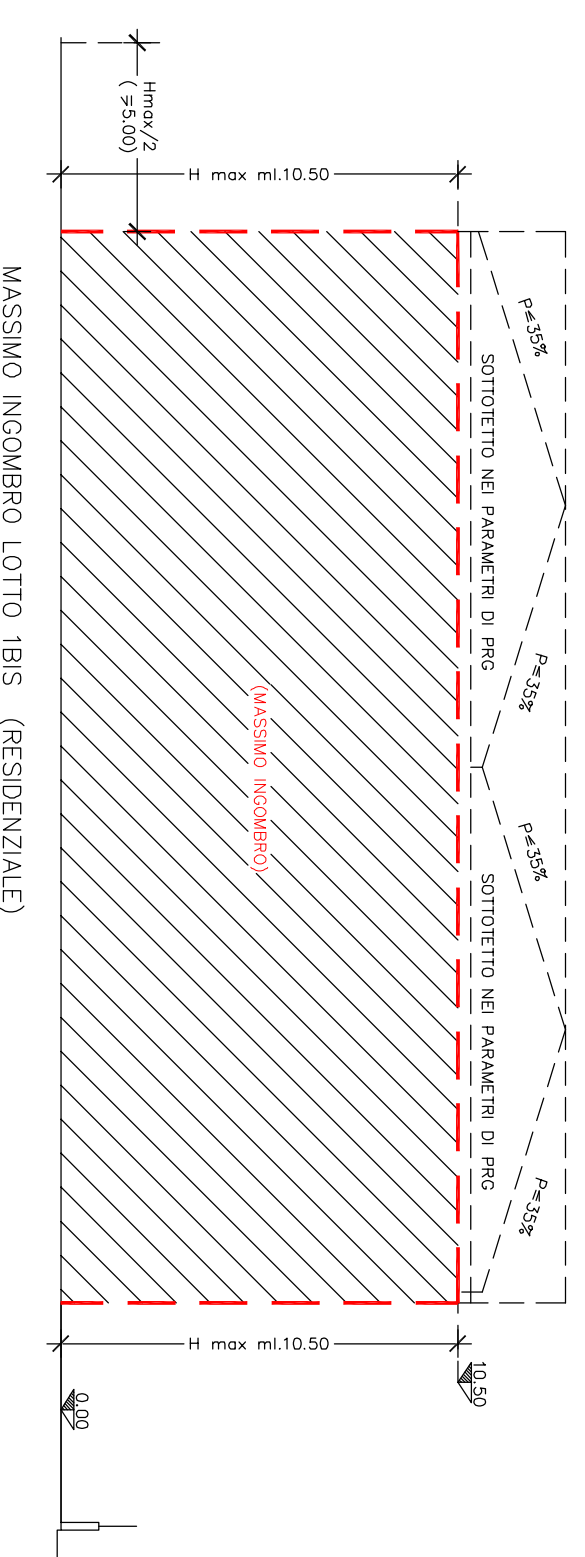 P≤35%
P≤35%
P≤35%
P≤35%
SOTTOTETTO NEI PARAMETRI DI PRG
SOTTOTETTO NEI PARAMETRI DI PRG
10.50
H max ml.10.50
(MASSIMO INGOMBRO)
H max ml.10.50
Hmax/2
( >5.00)
0.00
MASSIMO INGOMBRO LOTTO 1BIS (RESIDENZIALE)